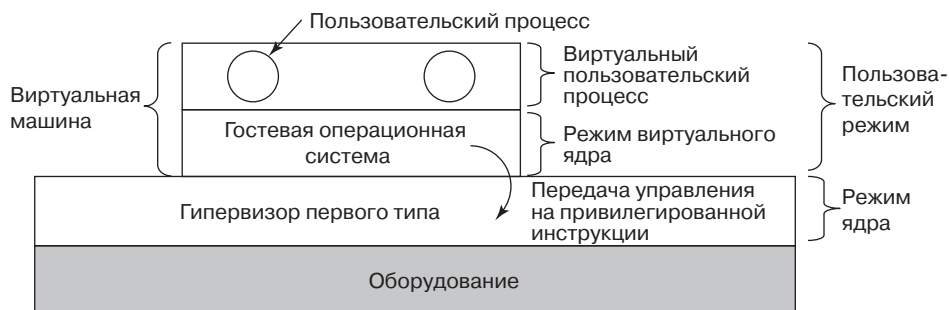 Пользовательский процесс
Виртуальная
машина
Виртуальный
пользовательский
процесс
Пользова-
тельский
режим
Гостевая операционная
система
Режим виртуального
ядра
Гипервизор первого типа
Передача управления
на привилегированной
инструкции
Режим
ядра
Оборудование